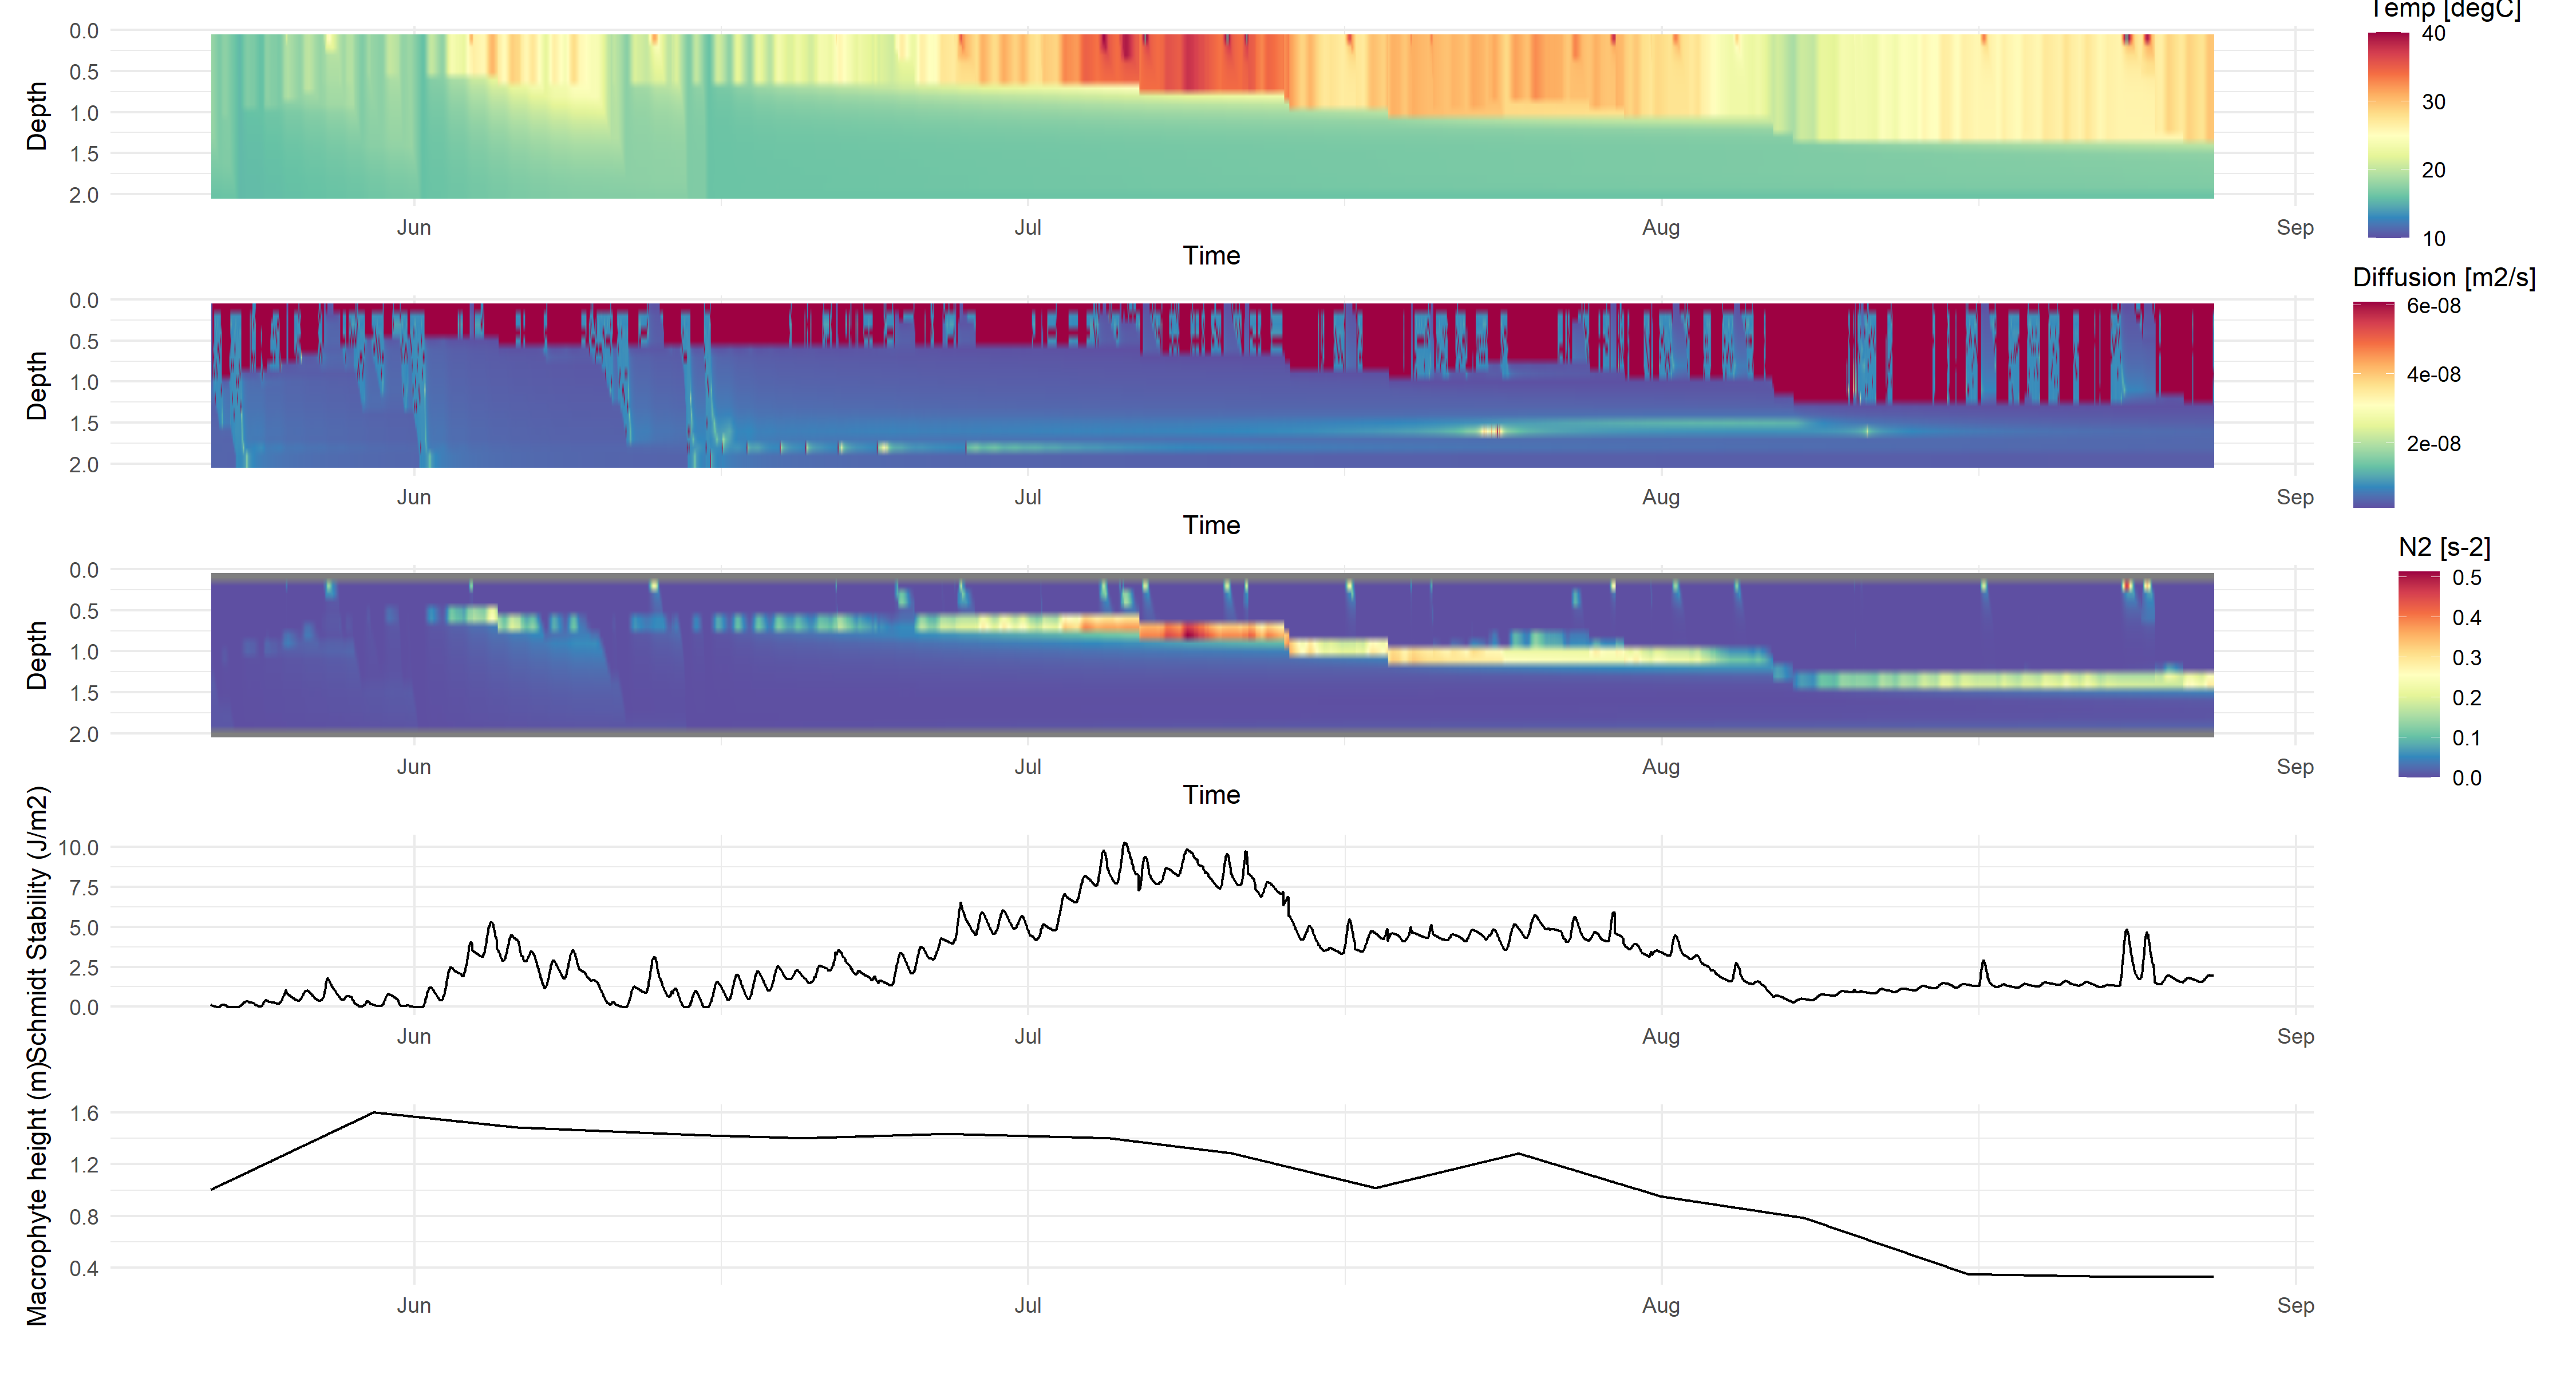 Temp [degC]
40
30
20
10
Depth
0.0
0.5
1.0
1.5
2.0
Jun
Jul
Aug
Sep
Time
Diffusion [m2/s]
6e-08
4e-08
2e-08
Depth
0.0
0.5
1.0
1.5
2.0
Jun
Jul
Aug
Sep
Time
N2 [s-2]
0.5
0.4
0.3
0.2
0.1
0.0
Depth
0.0
0.5
1.0
1.5
2.0
Jun
Jul
Aug
Sep
Time
Schmidt Stability (J/m2)
10.0
7.5
5.0
2.5
0.0
Jun
Jul
Aug
Sep
Macrophyte height (m)
1.6
1.2
0.8
0.4
Jun
Jul
Aug
Sep